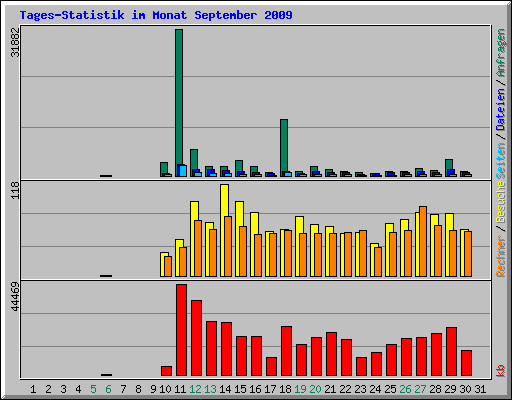 Tages-Statistik im Monat September 2009
31882
Anfragen / Dateien / Seiten
118
Rechner / Besuche
44469
kb
1 2 3 4 5 6 7 8 9 10 11 12 13 14 15 16 17 18 19 20 21 22 23 24 25 26 27 28 29 30 31